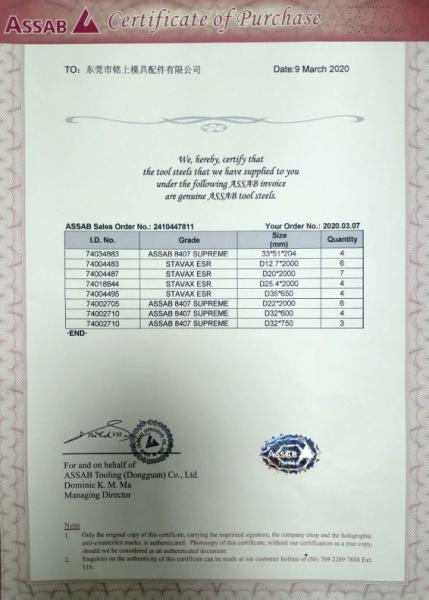 ASSAB Certificate of Purchase
TO: 东莞市铭上模具配件有限公司 Date:9 March 2020
We, hereby, certify that
the tool steels that we have supplied to you
under the following ASSAB invoice
are genuine ASSAB tool steels.
ASSAB Sales Order No.: 2410447811 Your Order No.: 2020.03.07
I.D. No. Grade Size (mm) Quantity
74034883 ASSAB 8407 SUPREME 33*51*204 4
74004483 STAVAX ESR D12.7*2000 6
74004487 STAVAX ESR D20*2000 7
74018844 STAVAX ESR D25.4*2000 4
74004495 STAVAX ESR D35*650 4
74002705 ASSAB 8407 SUPREME D22*2000 6
74002710 ASSAB 8407 SUPREME D32*600 4
74002710 ASSAB 8407 SUPREME D32*750 3
-END-
ASSAB
For and on behalf of
ASSAB Tooling (Dongguan) Co., Ltd.
Dominic K. M. Ma
Managing Director
Note
1. Only the original copy of this certificate, carrying the imprinted signature, the company chop and the holographic
anti-counterfeit marks, is authenticated. Photocopy of this certificate, without our certification as a true copy,
should not be considered as an authenticated document.
2. Enquiries on the authenticity of this certificate can be made at our customer hotline of (86) 769 2289 7888 Ext.
116.